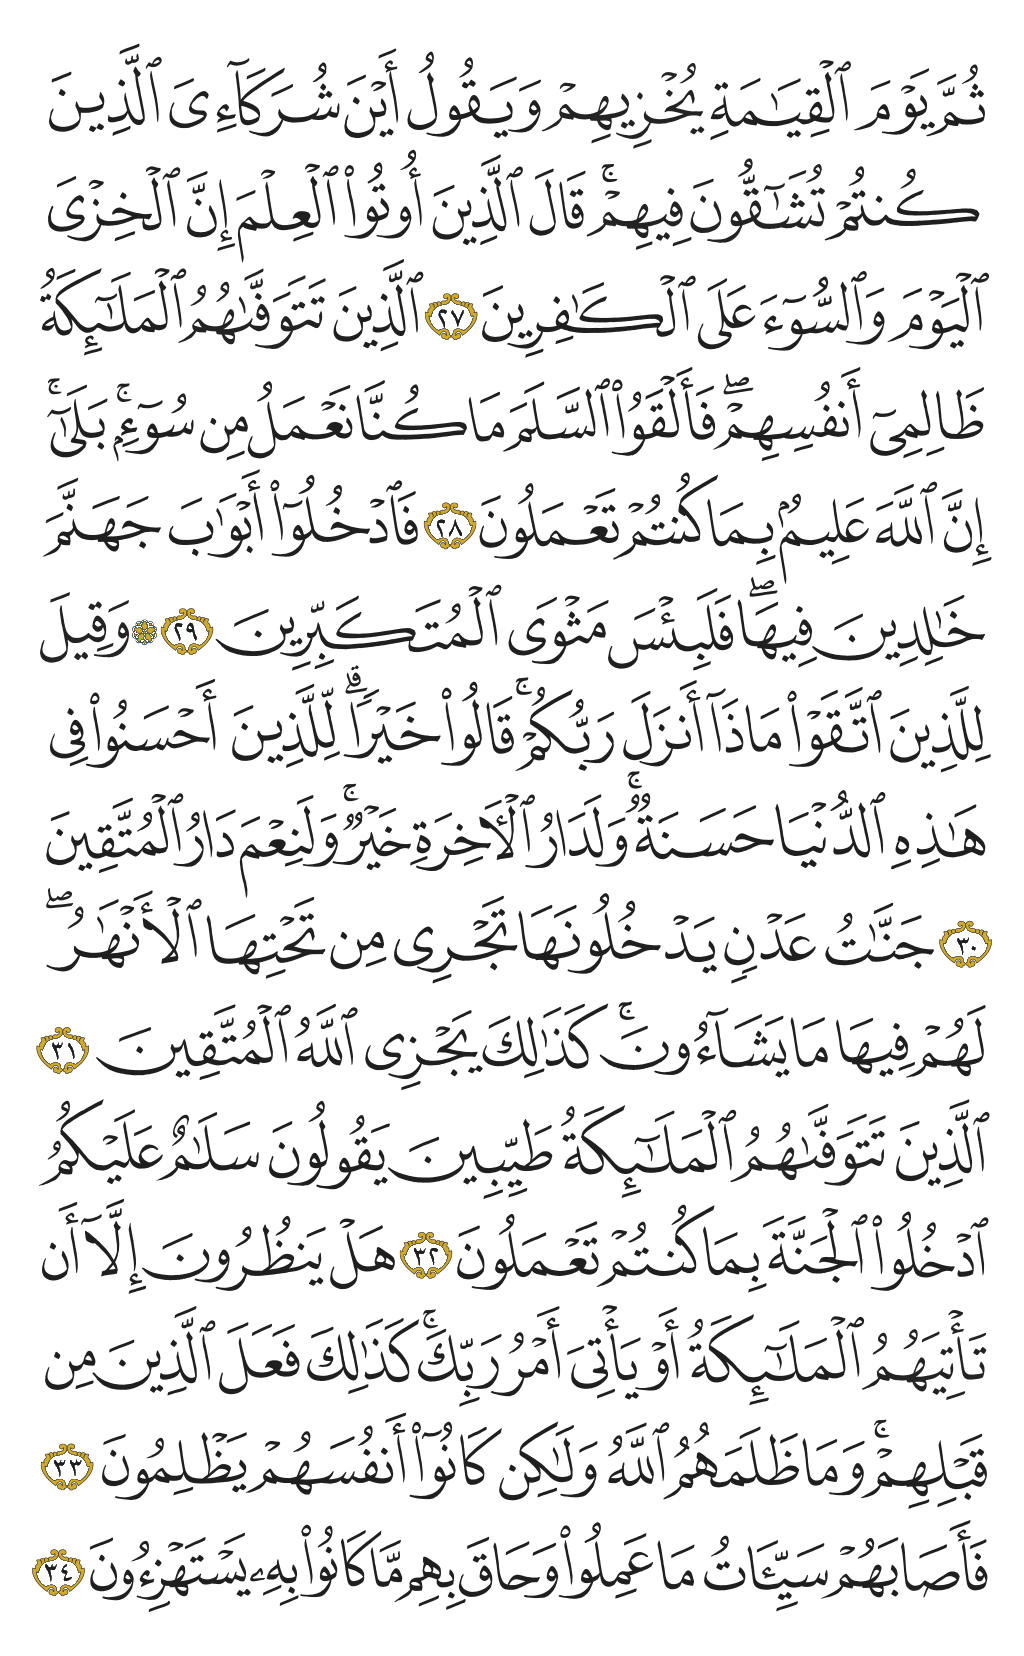 ثُمَّ يَوْمَ ٱلْقِيَٰمَةِ يُخْزِيهِمْ وَيَقُولُ أَيْنَ شُرَكَآءِىَ ٱلَّذِينَ
كُنتُمْ تُشَٰٓقُّونَ فِيهِمْ ۚ قَالَ ٱلَّذِينَ أُوتُوا۟ ٱلْعِلْمَ إِنَّ ٱلْخِزْىَ
ٱلْيَوْمَ وَٱلسُّوٓءَ عَلَى ٱلْكَٰفِرِينَ ٢٧ ٱلَّذِينَ تَتَوَفَّىٰهُمُ ٱلْمَلَٰٓئِكَةُ
ظَالِمِىٓ أَنفُسِهِمْ ۖ فَأَلْقَوُا۟ ٱلسَّلَمَ مَا كُنَّا نَعْمَلُ مِن سُوٓءٍۭ ۚ بَلَىٰٓ ۚ
إِنَّ ٱللَّهَ عَلِيمٌۢ بِمَا كُنتُمْ تَعْمَلُونَ ٢٨ فَٱدْخُلُوٓا۟ أَبْوَٰبَ جَهَنَّمَ
خَٰلِدِينَ فِيهَا ۖ فَلَبِئْسَ مَثْوَى ٱلْمُتَكَبِّرِينَ ٢٩ ۞ وَقِيلَ
لِلَّذِينَ ٱتَّقَوْا۟ مَاذَآ أَنزَلَ رَبُّكُمْ ۚ قَالُوا۟ خَيْرًا ۗ لِّلَّذِينَ أَحْسَنُوا۟ فِى
هَٰذِهِ ٱلدُّنْيَا حَسَنَةٌ ۚ وَلَدَارُ ٱلْـَٔاخِرَةِ خَيْرٌ ۚ وَلَنِعْمَ دَارُ ٱلْمُتَّقِينَ
٣٠ جَنَّٰتُ عَدْنٍ يَدْخُلُونَهَا تَجْرِى مِن تَحْتِهَا ٱلْأَنْهَٰرُ ۖ
لَهُمْ فِيهَا مَا يَشَآءُونَ ۚ كَذَٰلِكَ يَجْزِى ٱللَّهُ ٱلْمُتَّقِينَ ٣١
ٱلَّذِينَ تَتَوَفَّىٰهُمُ ٱلْمَلَٰٓئِكَةُ طَيِّبِينَ يَقُولُونَ سَلَٰمٌ عَلَيْكُمُ
ٱدْخُلُوا۟ ٱلْجَنَّةَ بِمَا كُنتُمْ تَعْمَلُونَ ٣٢ هَلْ يَنظُرُونَ إِلَّآ أَن
تَأْتِيَهُمُ ٱلْمَلَٰٓئِكَةُ أَوْ يَأْتِىَ أَمْرُ رَبِّكَ ۚ كَذَٰلِكَ فَعَلَ ٱلَّذِينَ مِن
قَبْلِهِمْ ۚ وَمَا ظَلَمَهُمُ ٱللَّهُ وَلَٰكِن كَانُوٓا۟ أَنفُسَهُمْ يَظْلِمُونَ ٣٣
فَأَصَابَهُمْ سَيِّـَٔاتُ مَا عَمِلُوا۟ وَحَاقَ بِهِم مَّا كَانُوا۟ بِهِۦ يَسْتَهْزِءُونَ ٣٤